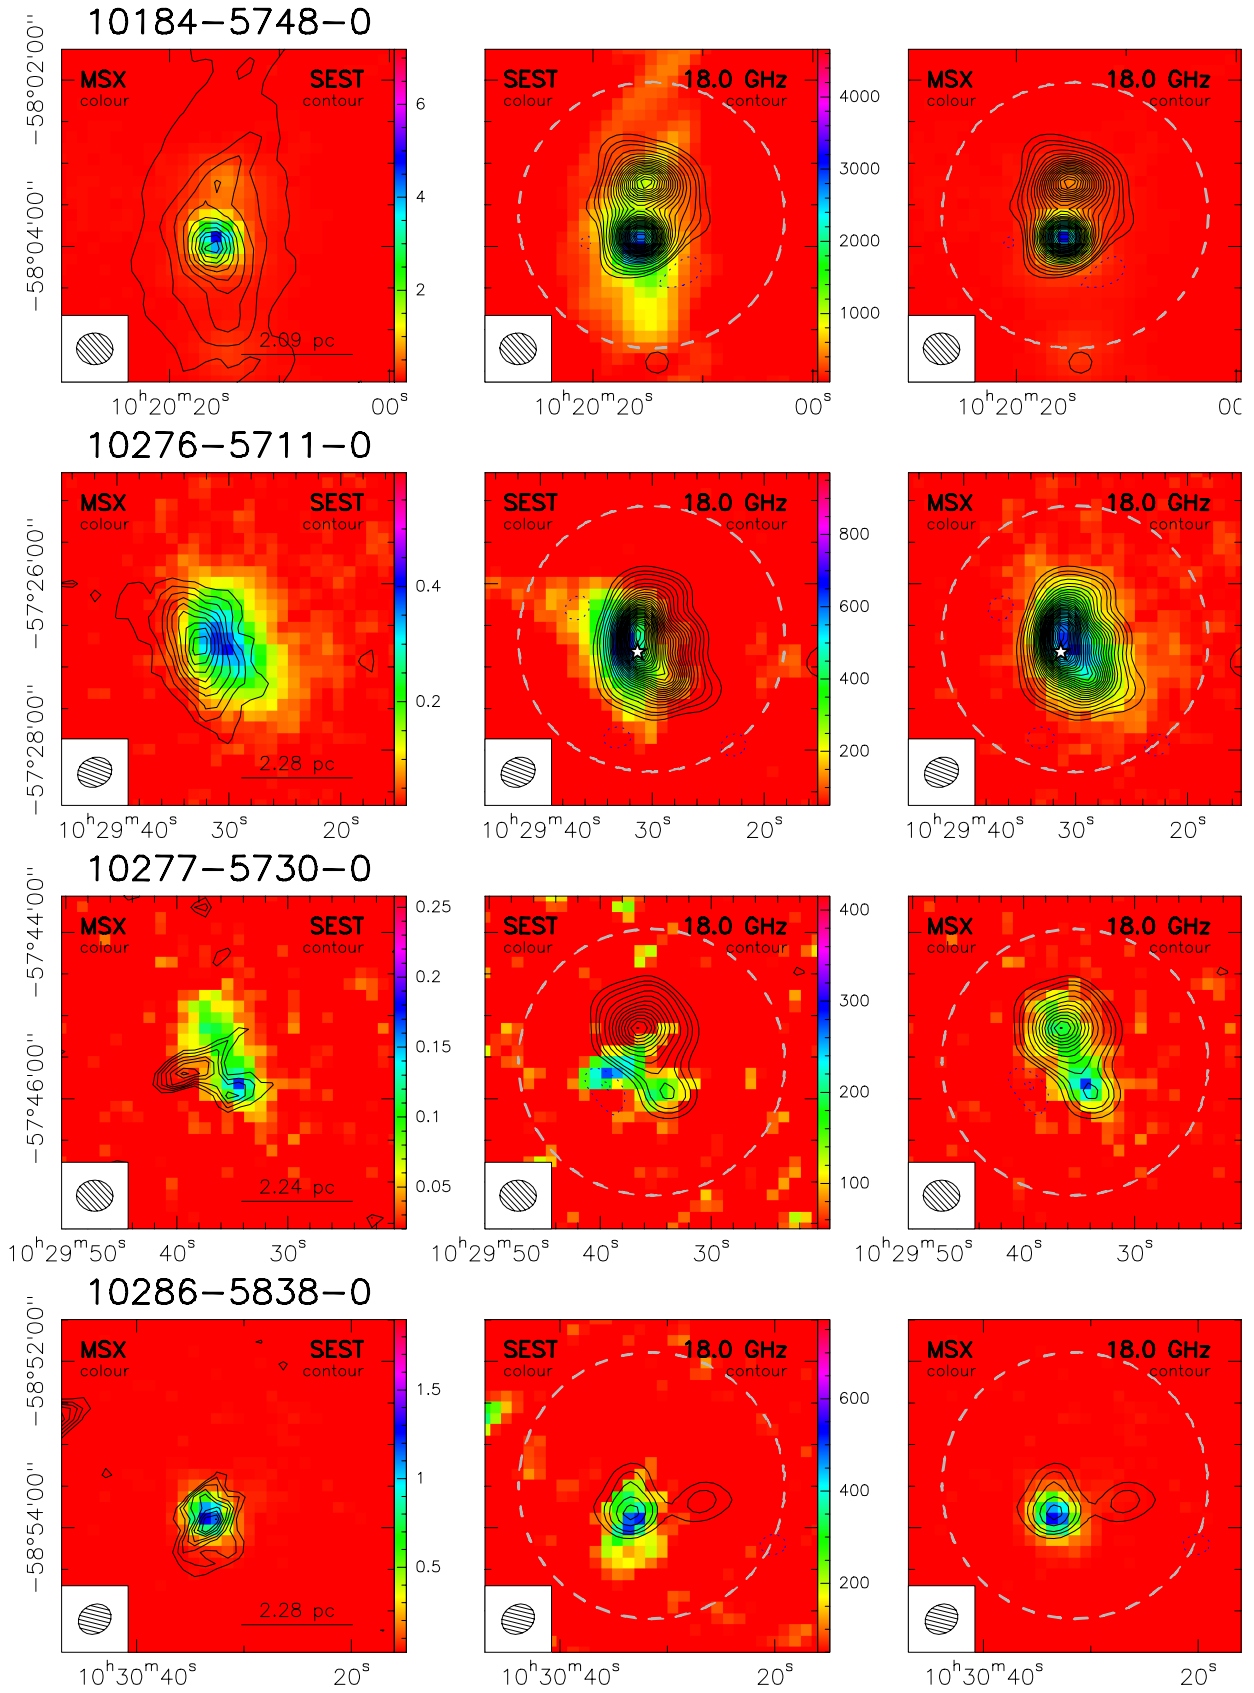 10184-5748-0
MSX SEST
colour contour
SEST 18.0 GHz
colour contour
MSX 18.0 GHz
colour contour
−58°02'00''
−58°04'00''
2.09 pc
6
4
2
4000
3000
2000
1000
10ʰ20ᵐ20ˢ 00ˢ
10ʰ20ᵐ20ˢ 00ˢ
10ʰ20ᵐ20ˢ 00
10276-5711-0
MSX SEST
colour contour
SEST 18.0 GHz
colour contour
MSX 18.0 GHz
colour contour
−57°26'00''
−57°28'00''
2.28 pc
0.4
0.2
800
600
400
200
10ʰ29ᵐ40ˢ 30ˢ 20ˢ
10ʰ29ᵐ40ˢ 30ˢ 20ˢ
10ʰ29ᵐ40ˢ 30ˢ 20ˢ
10277-5730-0
MSX SEST
colour contour
SEST 18.0 GHz
colour contour
MSX 18.0 GHz
colour contour
−57°44'00''
−57°46'00''
2.24 pc
0.25
0.2
0.15
0.1
0.05
400
300
200
100
10ʰ29ᵐ50ˢ 40ˢ 30ˢ
10ʰ29ᵐ50ˢ 40ˢ 30ˢ
10ʰ29ᵐ50ˢ 40ˢ 30ˢ
10286-5838-0
MSX SEST
colour contour
SEST 18.0 GHz
colour contour
MSX 18.0 GHz
colour contour
−58°52'00''
−58°54'00''
2.28 pc
1.5
1
0.5
600
400
200
10ʰ30ᵐ40ˢ 20ˢ
10ʰ30ᵐ40ˢ 20ˢ
10ʰ30ᵐ40ˢ 20ˢ